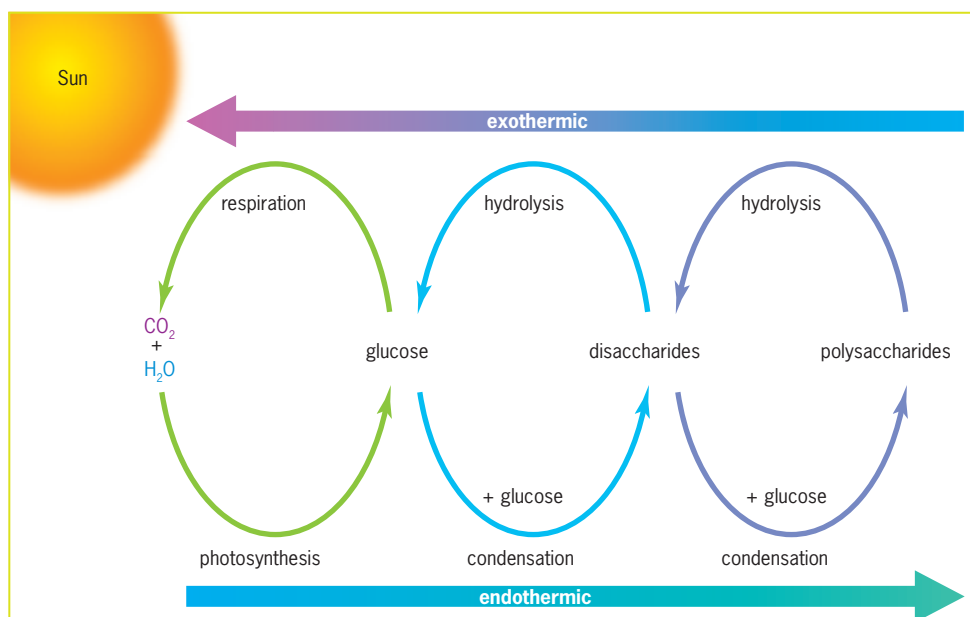 Sun
exothermic
respiration
hydrolysis
hydrolysis
CO₂
+
H₂O
glucose
disaccharides
polysaccharides
+ glucose
+ glucose
photosynthesis
condensation
condensation
endothermic